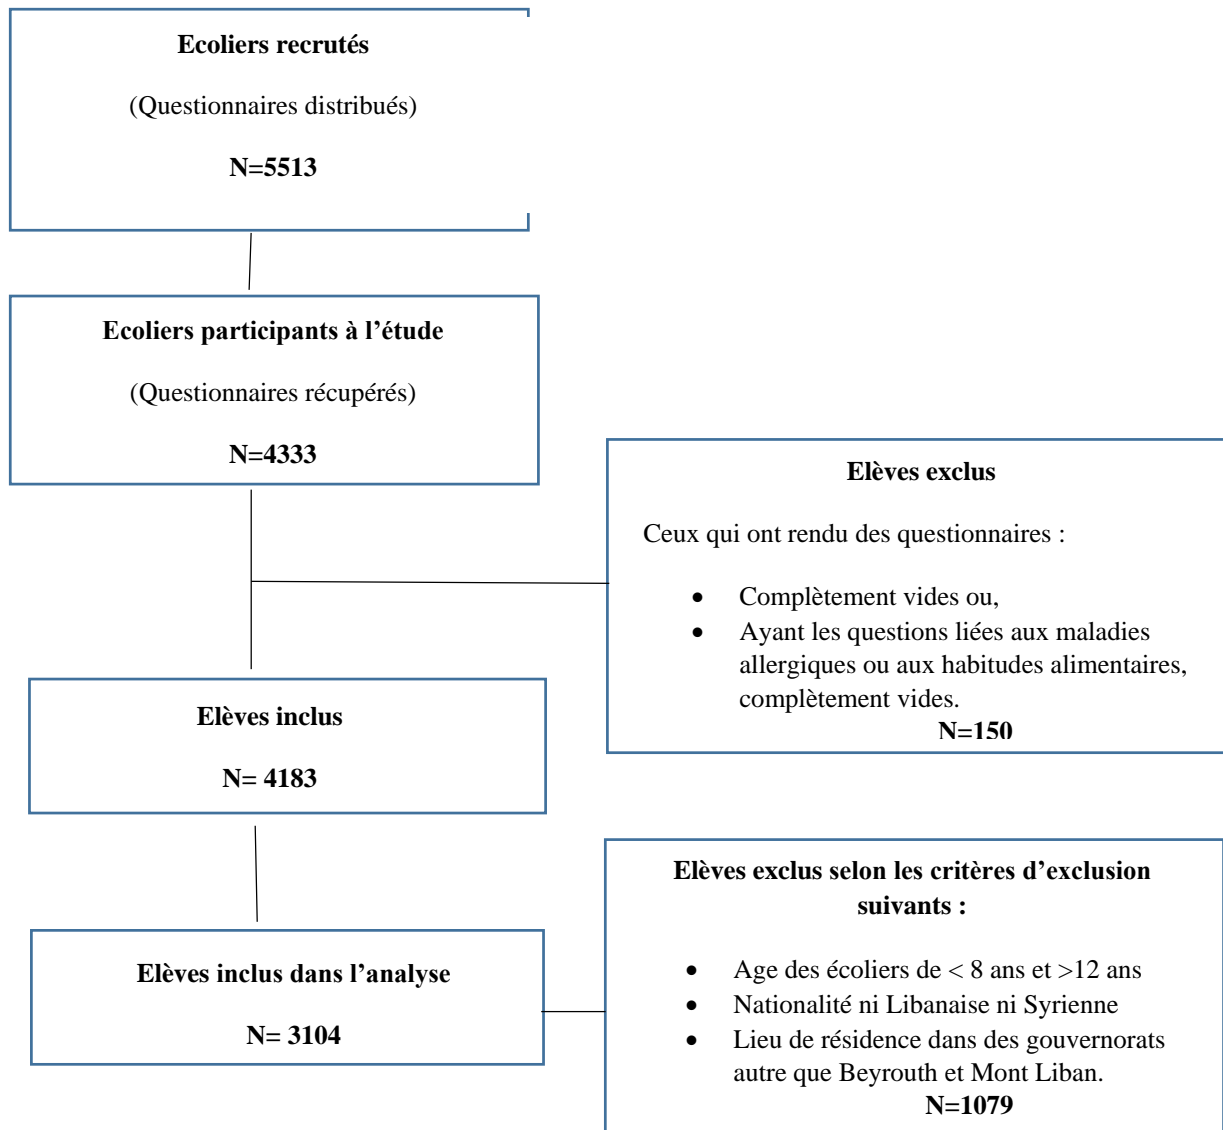 Ecoliers recrutés
(Questionnaires distribués)
N=5513
Ecoliers participants à l’étude
(Questionnaires récupérés)
N=4333
Elèves exclus
Ceux qui ont rendu des questionnaires :
• Complètement vides ou,
• Ayant les questions liées aux maladies
allergiques ou aux habitudes alimentaires,
complètement vides.
N=150
Elèves inclus
N= 4183
Elèves exclus selon les critères d’exclusion
suivants :
• Age des écoliers de < 8 ans et >12 ans
• Nationalité ni Libanaise ni Syrienne
• Lieu de résidence dans des gouvernorats
autre que Beyrouth et Mont Liban.
N=1079
Elèves inclus dans l’analyse
N= 3104